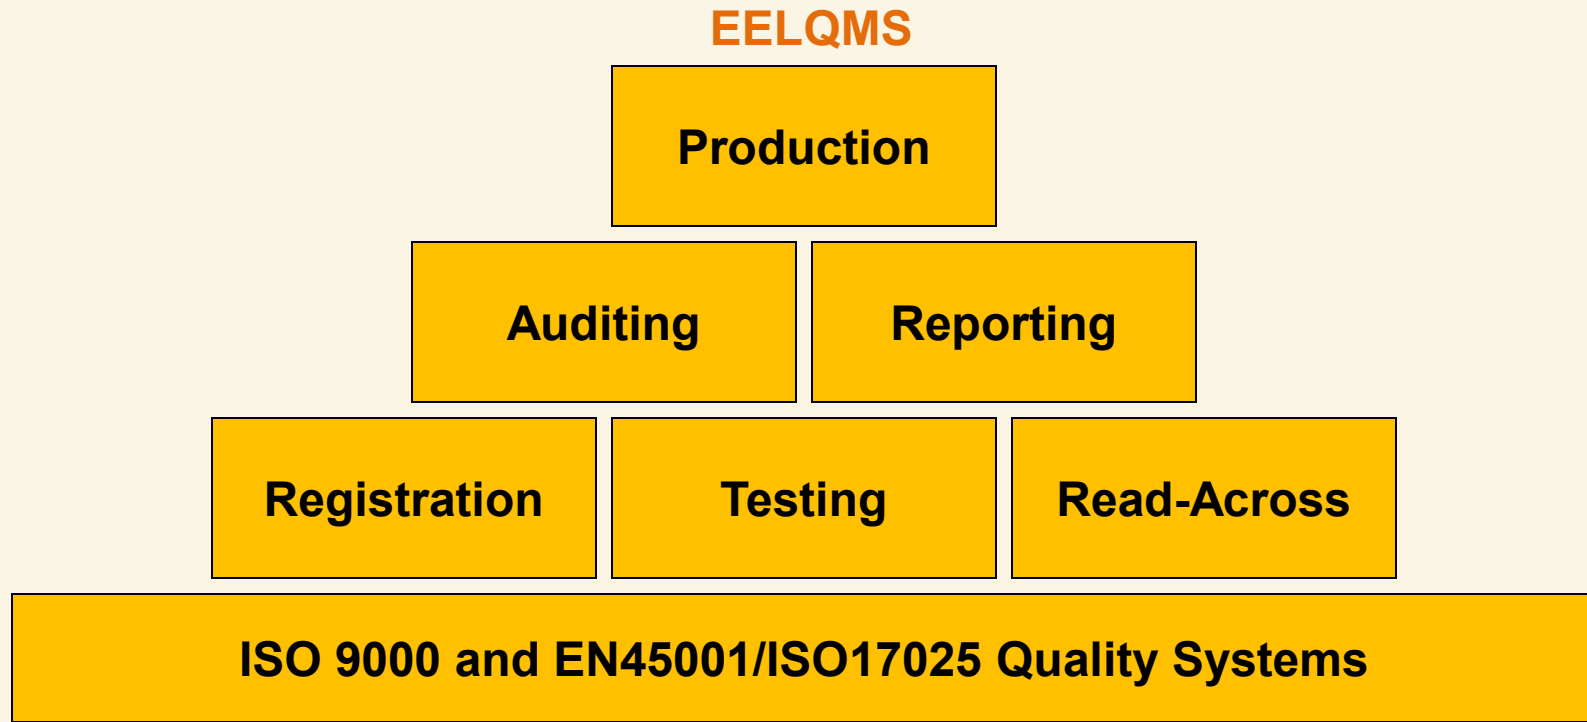 EELQMS
Production
Auditing
Reporting
Registration
Testing
Read-Across
ISO 9000 and EN45001/ISO17025 Quality Systems